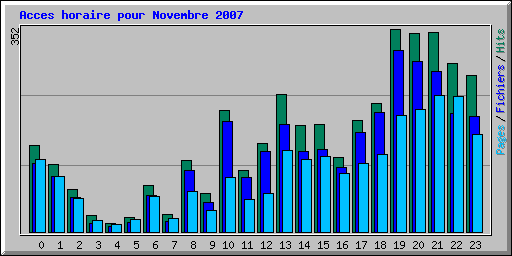 Acces horaire pour Novembre 2007
352
Pages / Fichiers / Hits
0 1 2 3 4 5 6 7 8 9 10 11 12 13 14 15 16 17 18 19 20 21 22 23